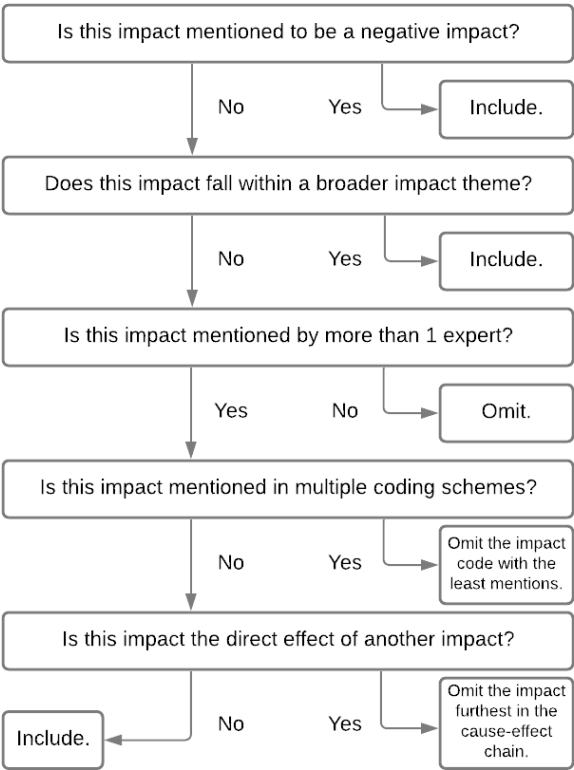 Is this impact mentioned to be a negative impact?
No
Yes
Include.
Does this impact fall within a broader impact theme?
No
Yes
Include.
Is this impact mentioned by more than 1 expert?
Yes
No
Omit.
Is this impact mentioned in multiple coding schemes?
No
Yes
Omit the impact
code with the
least mentions.
Is this impact the direct effect of another impact?
Include.
No
Yes
Omit the impact
furthest in the
cause-effect
chain.